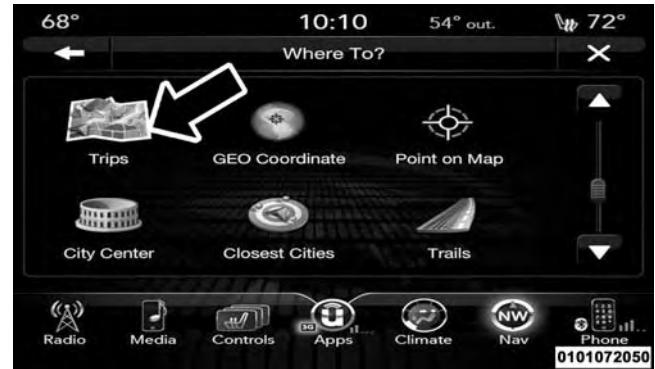 68° 10:10 54° out. 72°
Where To?
Trips GEO Coordinate Point on Map
City Center Closest Cities Trails
3G NW
Radio Media Controls Apps Climate Nav Phone
0101072050